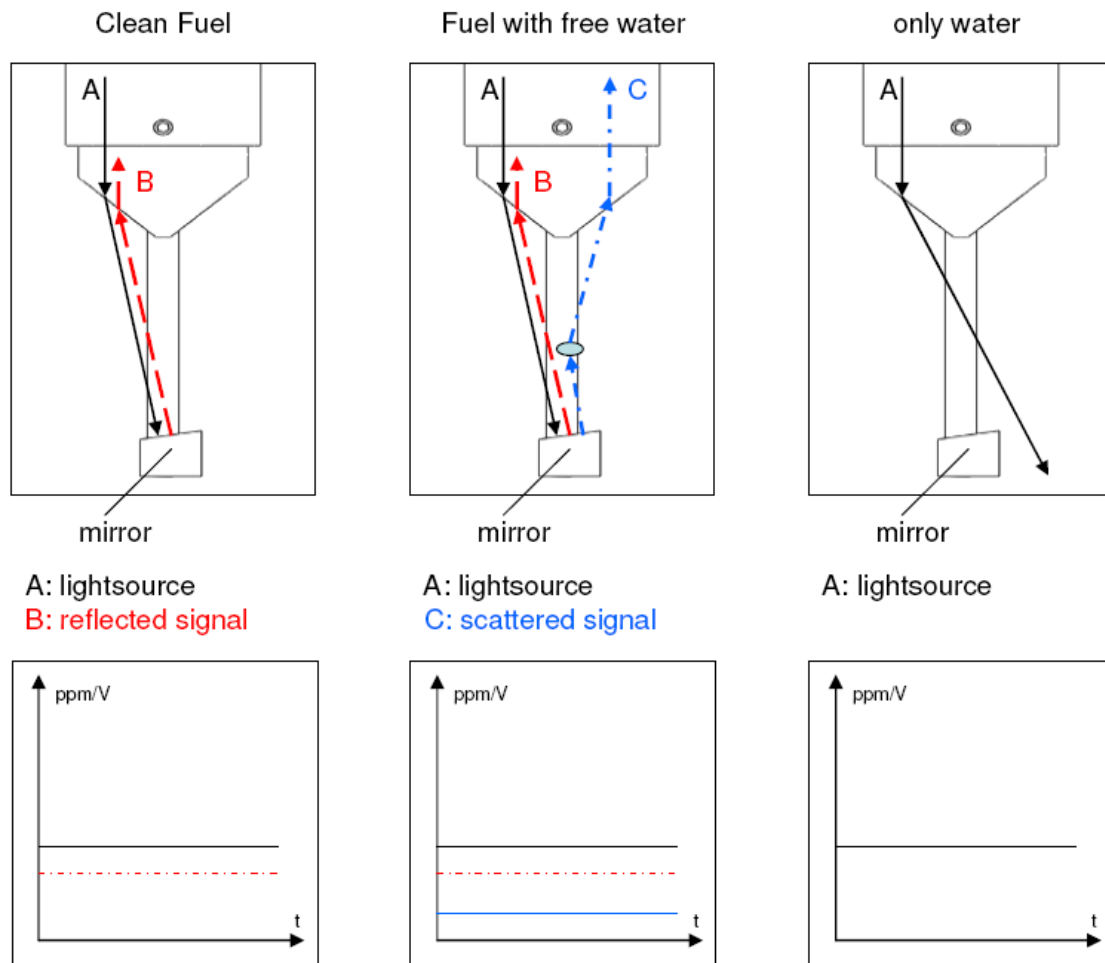 Clean Fuel
Fuel with free water
only water
A
B
A
C
B
A
mirror
mirror
mirror
A: lightsource
B: reflected signal
A: lightsource
C: scattered signal
A: lightsource
ppm/V
t
ppm/V
t
ppm/V
t